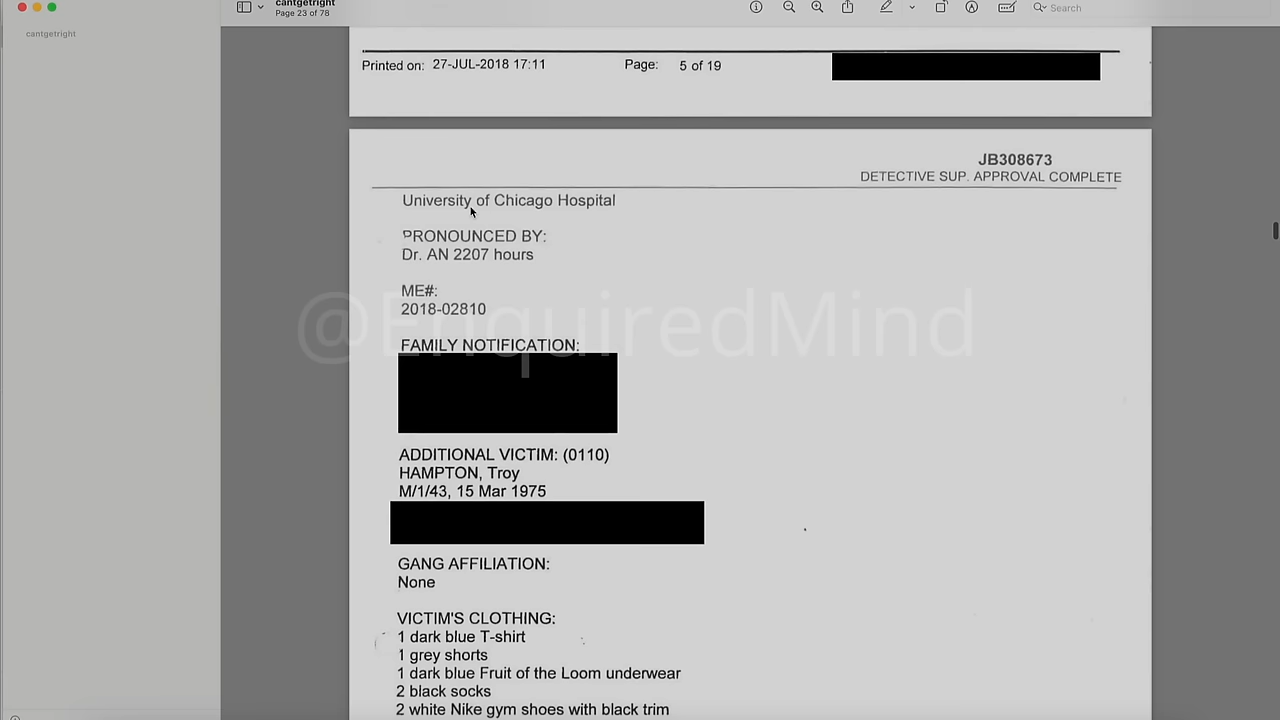 cantgetright
Page 23 of 78
Search
cantgetright
Printed on: 27-JUL-2018 17:11 Page: 5 of 19
JB308673
DETECTIVE SUP. APPROVAL COMPLETE
University of Chicago Hospital
PRONOUNCED BY:
Dr. AN 2207 hours
ME#:
2018-02810
@EnquiredMind
FAMILY NOTIFICATION:
ADDITIONAL VICTIM: (0110)
HAMPTON, Troy
M/1/43, 15 Mar 1975
GANG AFFILIATION:
None
VICTIM'S CLOTHING:
1 dark blue T-shirt
1 grey shorts
1 dark blue Fruit of the Loom underwear
2 black socks
2 white Nike gym shoes with black trim